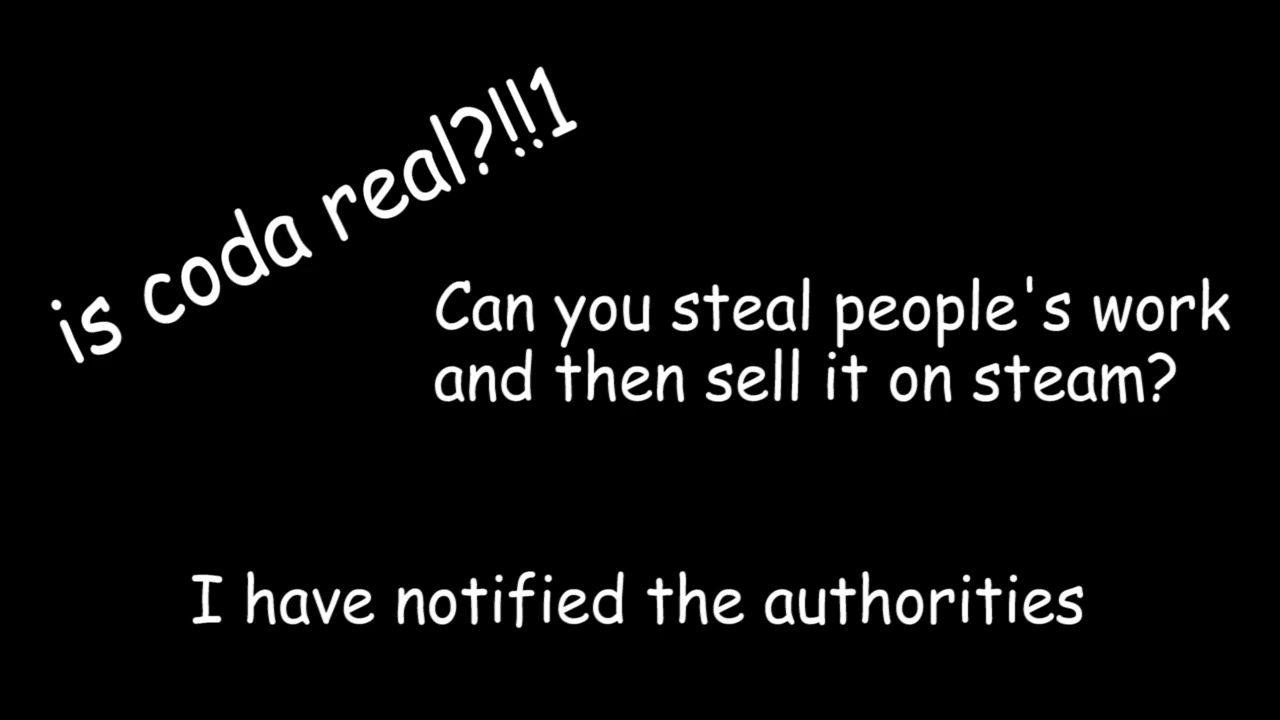 is coda real?!!1
Can you steal people's work
and then sell it on steam?
I have notified the authorities